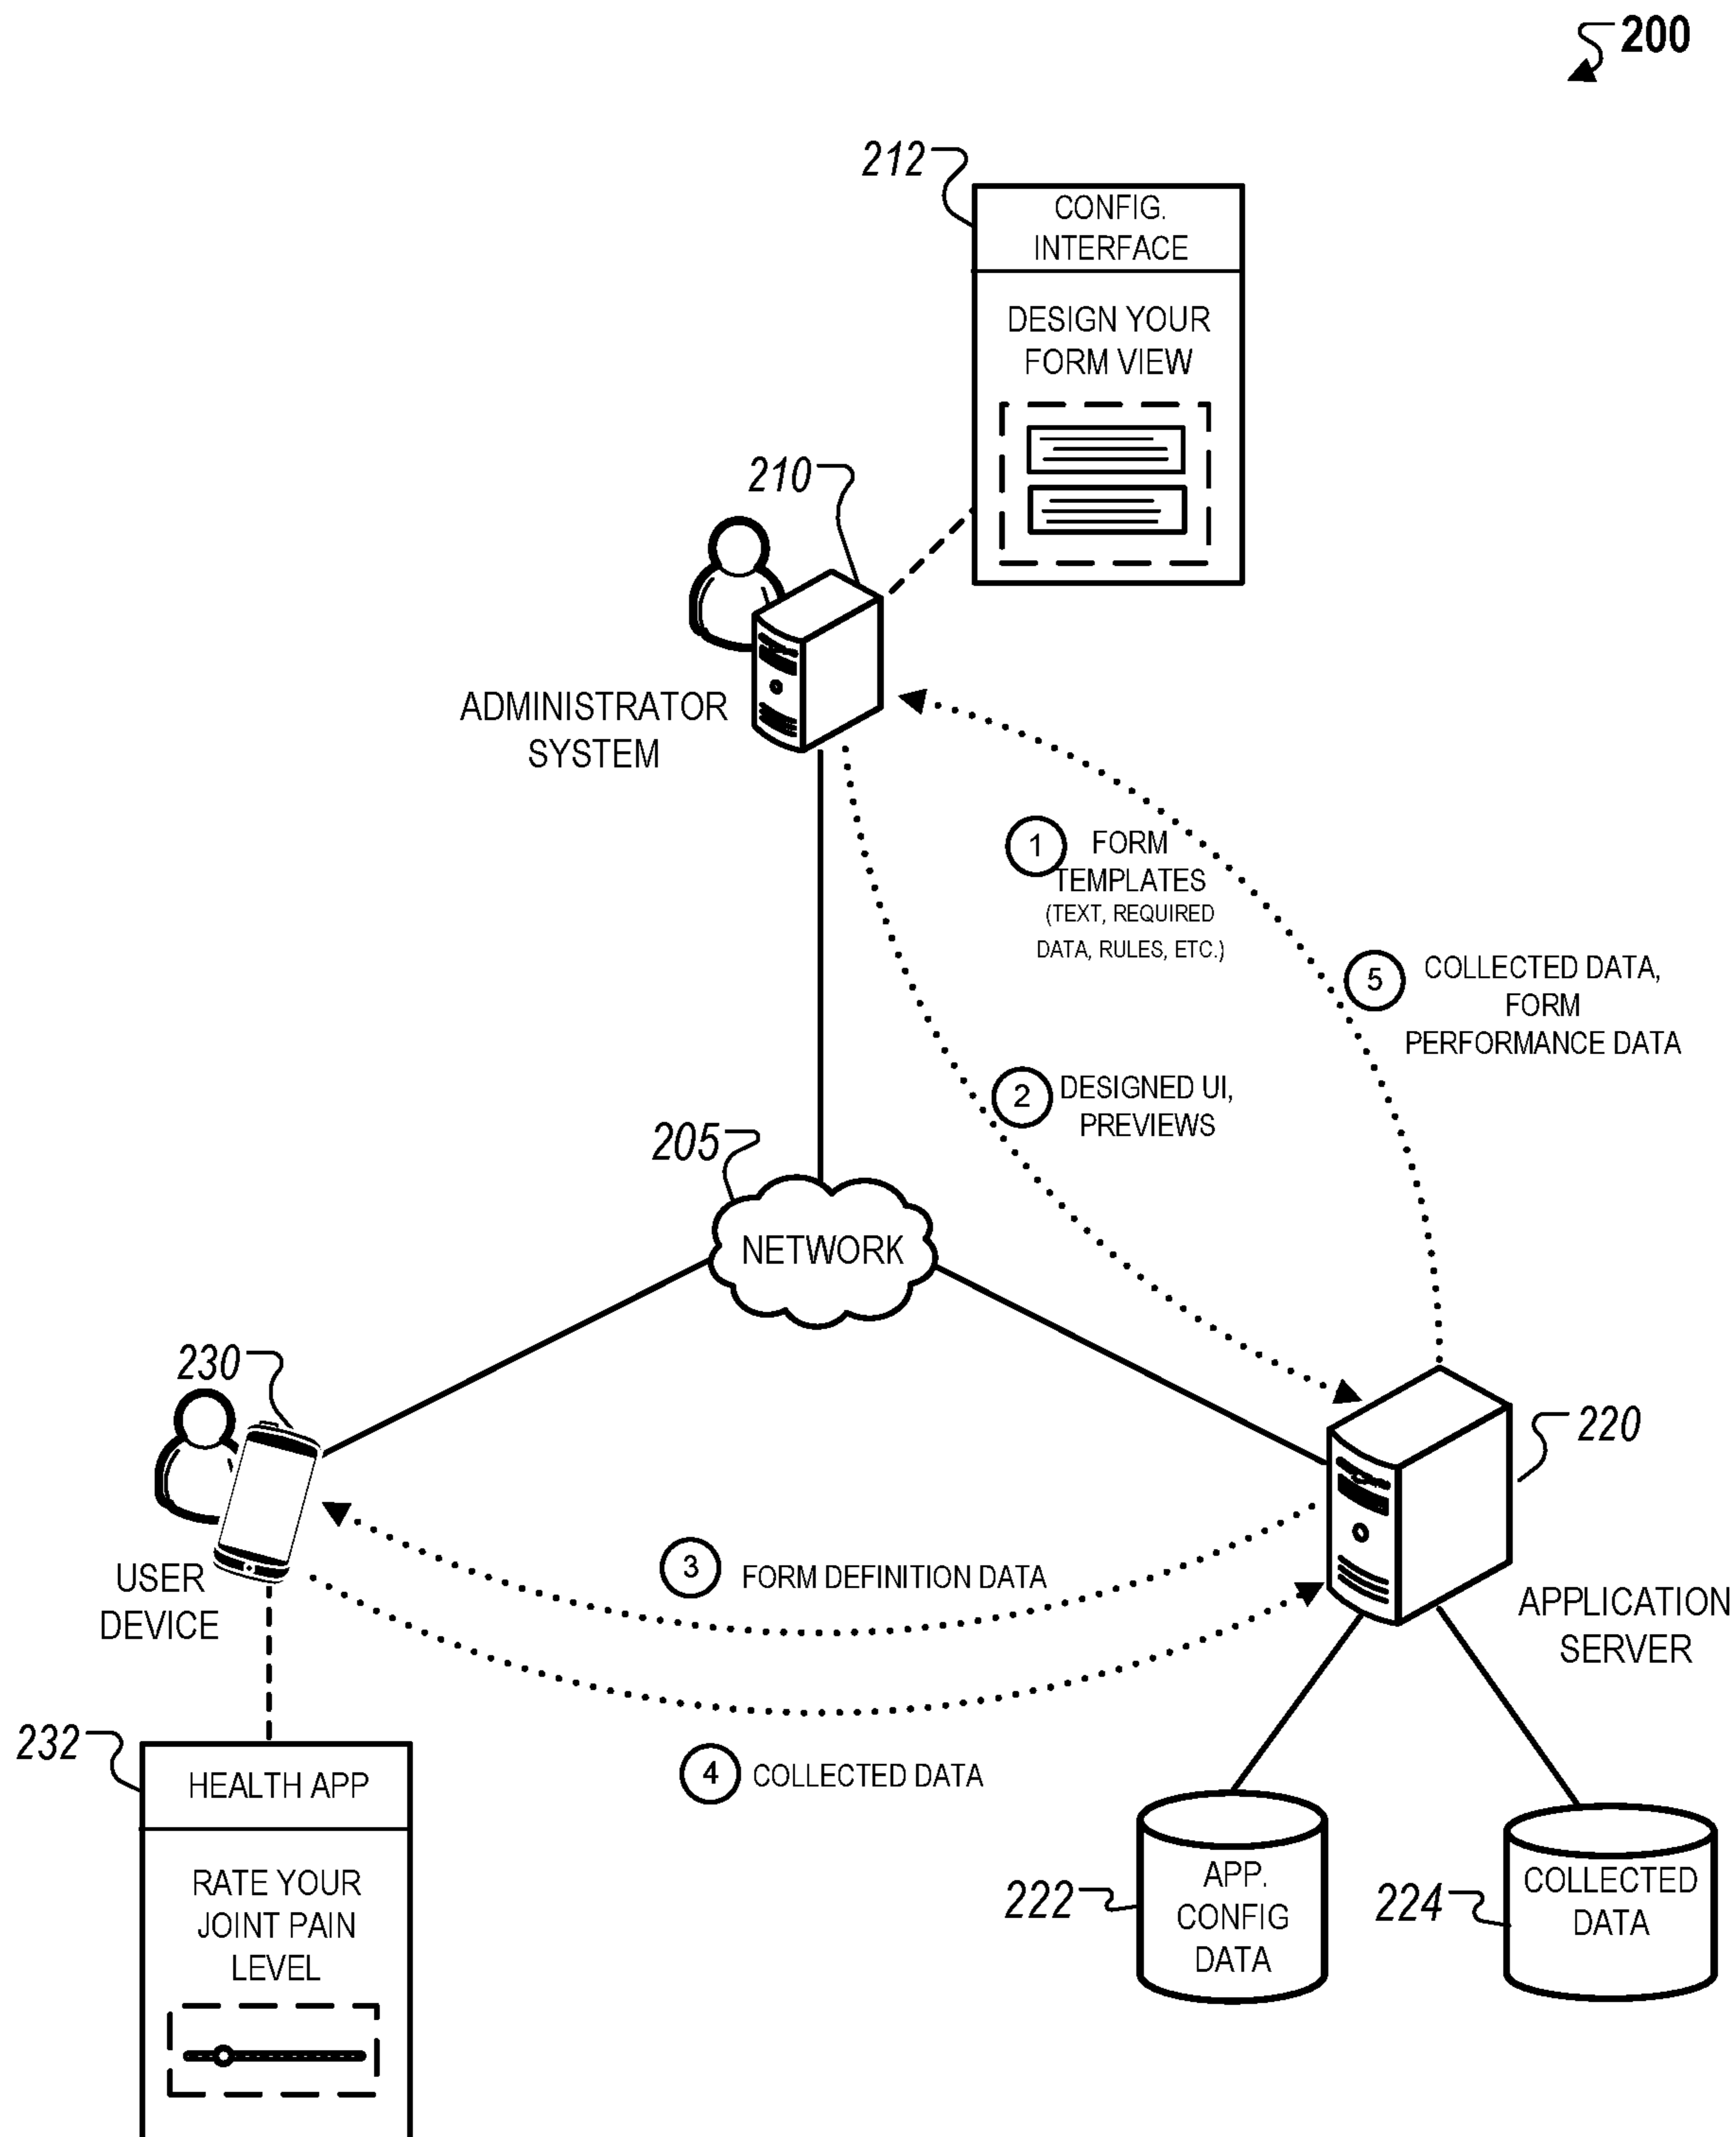 200
212
CONFIG.
INTERFACE
DESIGN YOUR
FORM VIEW
210
ADMINISTRATOR
SYSTEM
1
FORM
TEMPLATES
(TEXT, REQUIRED
DATA, RULES, ETC.)
5
COLLECTED DATA,
FORM
PERFORMANCE DATA
2
DESIGNED UI,
PREVIEWS
205
NETWORK
230
USER
DEVICE
220
APPLICATION
SERVER
3
FORM DEFINITION DATA
4
COLLECTED DATA
232
HEALTH APP
RATE YOUR
JOINT PAIN
LEVEL
222
APP.
CONFIG
DATA
224
COLLECTED
DATA